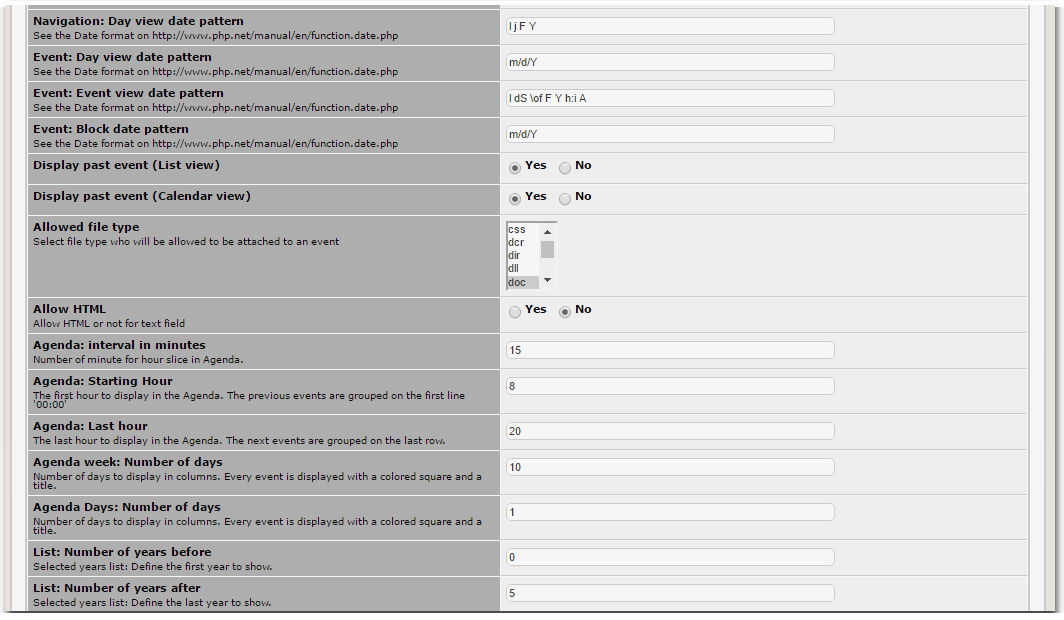 Navigation: Day view date pattern
See the Date format on http://www.php.net/manual/en/function.date.php
l j F Y
Event: Day view date pattern
See the Date format on http://www.php.net/manual/en/function.date.php
m/d/Y
Event: Event view date pattern
See the Date format on http://www.php.net/manual/en/function.date.php
l dS \of F Y h:i A
Event: Block date pattern
See the Date format on http://www.php.net/manual/en/function.date.php
m/d/Y
Display past event (List view)
Yes No
Display past event (Calendar view)
Yes No
Allowed file type
Select file type who will be allowed to be attached to an event
css
dcr
dir
dll
doc
Allow HTML
Allow HTML or not for text field
Yes No
Agenda: interval in minutes
Number of minute for hour slice in Agenda.
15
Agenda: Starting Hour
The first hour to display in the Agenda. The previous events are grouped on the first line
'00:00'
8
Agenda: Last hour
The last hour to display in the Agenda. The next events are grouped on the last row.
20
Agenda week: Number of days
Number of days to display in columns. Every event is displayed with a colored square and a
title.
10
Agenda Days: Number of days
Number of days to display in columns. Every event is displayed with a colored square and a
title.
1
List: Number of years before
Selected years list: Define the first year to show.
0
List: Number of years after
Selected years list: Define the last year to show.
5